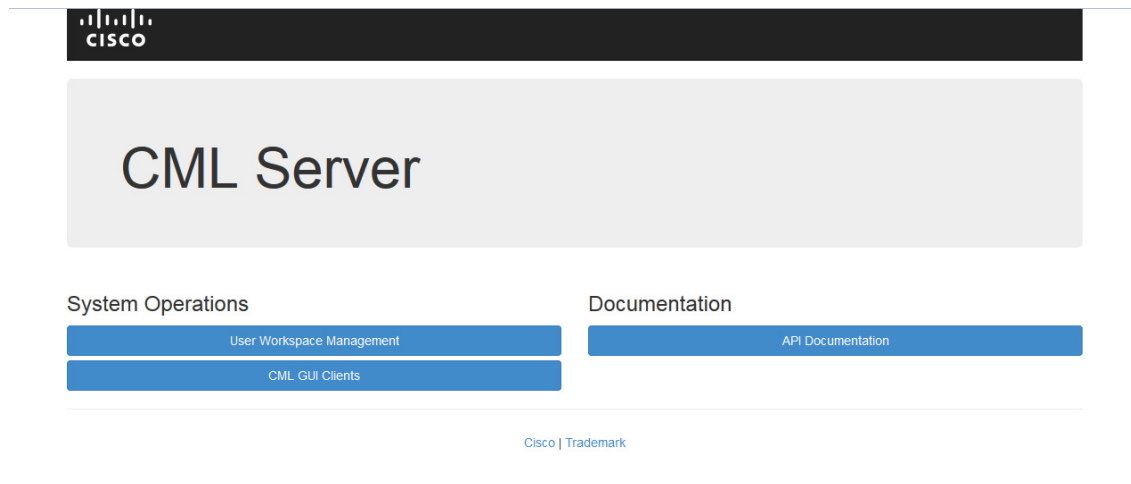 CISCO
CML Server
System Operations
User Workspace Management
CML GUI Clients
Documentation
API Documentation
Cisco | Trademark